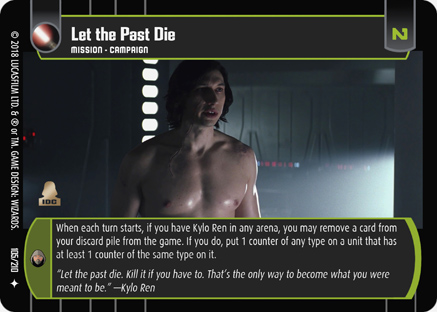 Let the Past Die
MISSION - CAMPAIGN
N
© 2018 LUCASFILM LTD. & ® OR TM. GAME DESIGN: WIZARDS.
105/210
IDC
When each turn starts, if you have Kylo Ren in any arena, you may remove a card from
your discard pile from the game. If you do, put 1 counter of any type on a unit that has
at least 1 counter of the same type on it.
"Let the past die. Kill it if you have to. That's the only way to become what you were
meant to be." —Kylo Ren